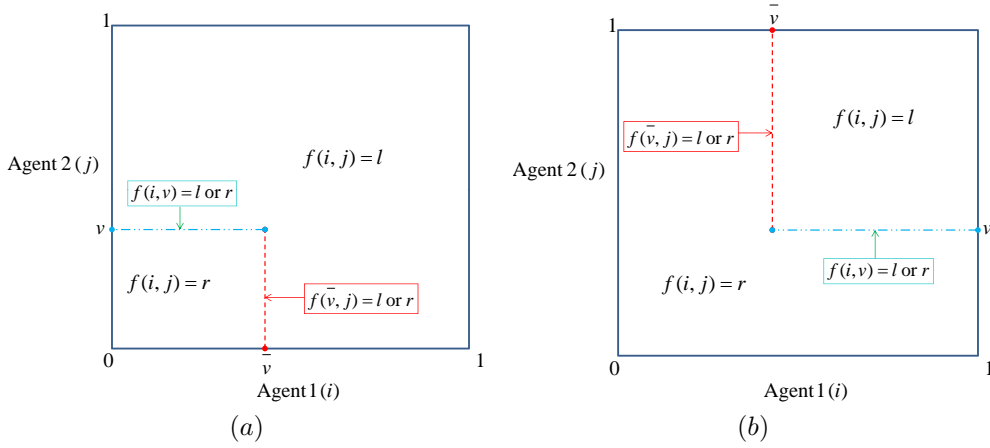 1
f(i, j) = l
Agent 2 (j)
f(i, v) = l or r
v
f(i, j) = r
f(v̄, j) = l or r
0
v̄
1
Agent 1 (i)
(a)
v̄
1
f(i, j) = l
f(v̄, j) = l or r
Agent 2 (j)
v
f(i, v) = l or r
f(i, j) = r
0
1
Agent 1 (i)
(b)